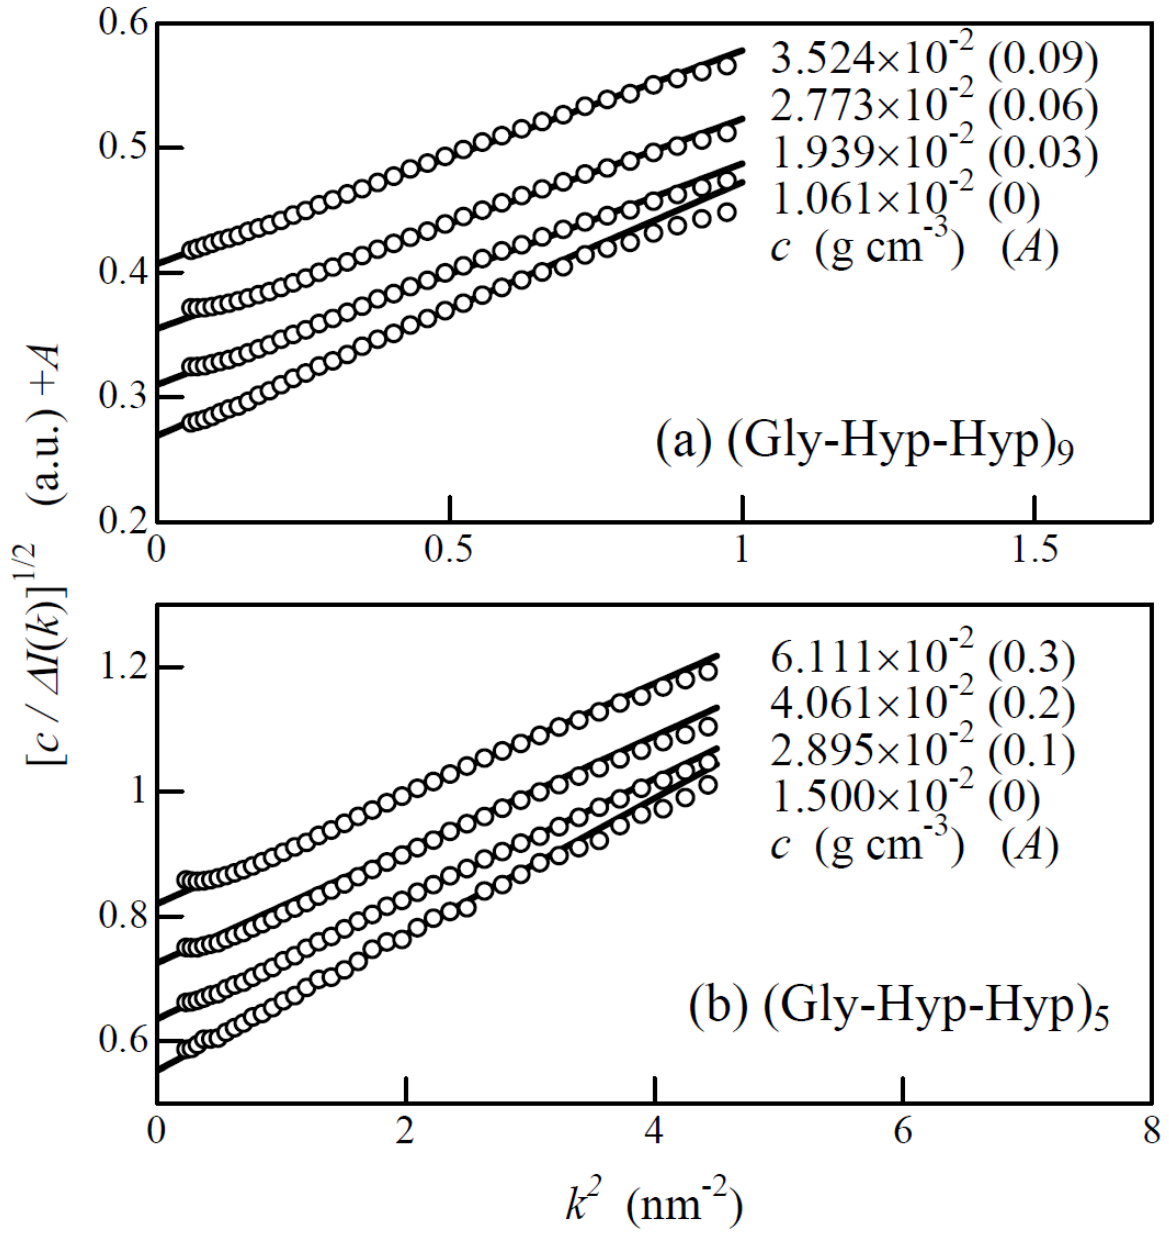 [c / ΔI(k)]^1/2 (a.u.) +A
0.6
0.5
0.4
0.3
0.2
3.524×10^-2 (0.09)
2.773×10^-2 (0.06)
1.939×10^-2 (0.03)
1.061×10^-2 (0)
c (g cm^-3) (A)
(a) (Gly-Hyp-Hyp)₉
0 0.5 1 1.5
1.2
1
0.8
0.6
6.111×10^-2 (0.3)
4.061×10^-2 (0.2)
2.895×10^-2 (0.1)
1.500×10^-2 (0)
c (g cm^-3) (A)
(b) (Gly-Hyp-Hyp)₅
0 2 4 6 8
k^2 (nm^-2)